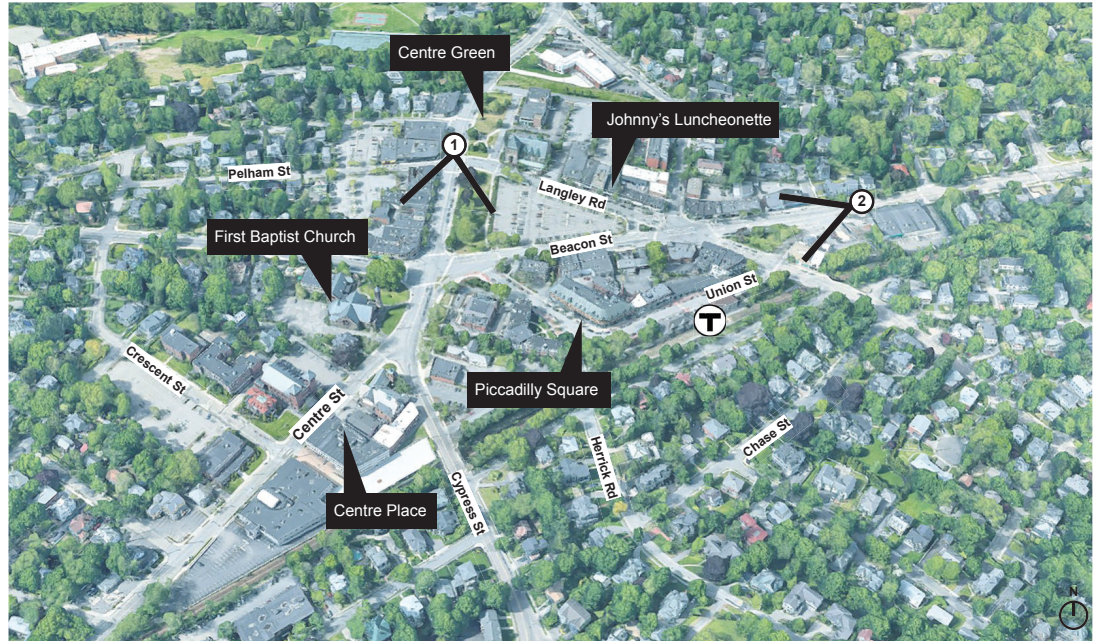 Centre Green
Johnny's Luncheonette
1
Pelham St
Langley Rd
2
First Baptist Church
Beacon St
Union St
T
Crescent St
Piccadilly Square
Centre St
Chase St
Herrick Rd
Cypress St
Centre Place
N